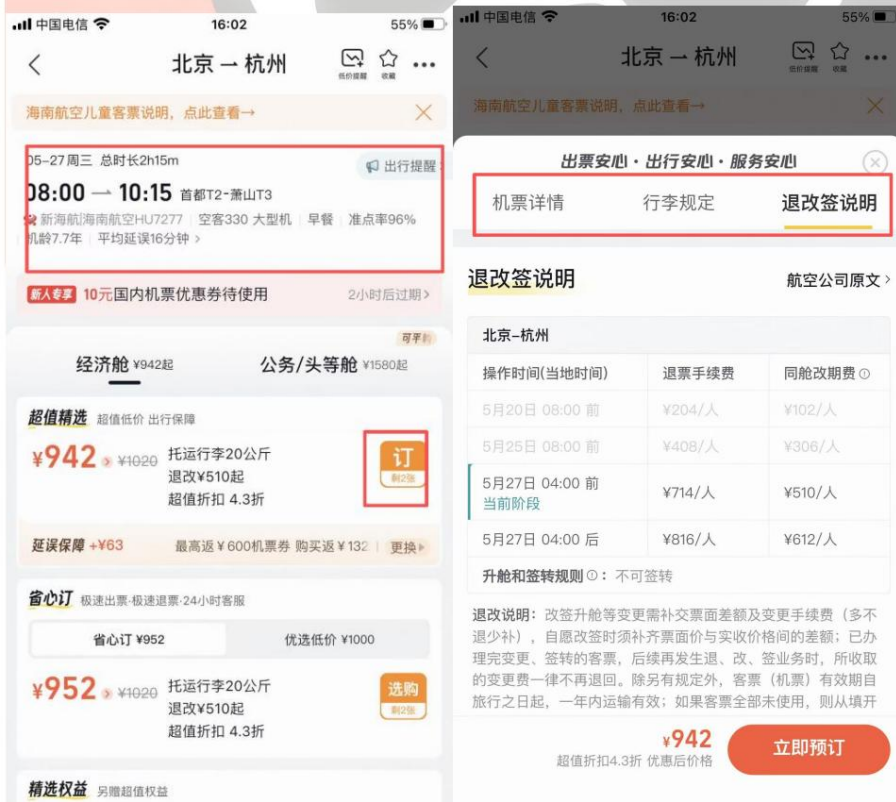 中国电信
16:02
55%
北京 — 杭州
低价提醒
收藏
海南航空儿童客票说明，点此查看→
05-27周三 总时长2h15m
出行提醒
08:00 — 10:15 首都T2-萧山T3
新海航|海南航空HU7277 空客330 大型机 早餐 准点率96%
机龄7.7年 平均延误16分钟 >
新人专享 10元国内机票优惠券待使用
2小时后过期>
经济舱 ¥942起
公务/头等舱 ¥1580起
超值精选 超值低价 出行保障
¥942 ¥1020
托运行李20公斤
退改¥510起
超值折扣 4.3折
订
剩2张
延误保障 +¥63
最高返¥600机票券 购买返¥132
更换
省心订 极速出票·极速退票·24小时客服
省心订 ¥952
优选低价 ¥1000
¥952 ¥1020
托运行李20公斤
退改¥510起
超值折扣 4.3折
选购
剩2张
精选权益 另赠超值权益
中国电信
16:02
55%
北京 — 杭州
低价提醒
收藏
海南航空儿童客票说明，点此查看→
出票安心·出行安心·服务安心
机票详情
行李规定
退改签说明
退改签说明
航空公司原文>
北京–杭州
操作时间(当地时间)
退票手续费
同舱改期费
5月20日 08:00 前
¥204/人
¥102/人
5月25日 08:00 前
¥408/人
¥306/人
5月27日 04:00 前
当前阶段
¥714/人
¥510/人
5月27日 04:00 后
¥816/人
¥612/人
升舱和签转规则：不可签转
退改说明：改签升舱等变更需补交票面差额及变更手续费（多不
退少补），自愿改签时须补齐票面价与实收价格间的差额；已办
理完变更、签转的客票，后续再发生退、改、签业务时，所收取
的变更费一律不再退回。除另有规定外，客票（机票）有效期自
旅行之日起，一年内运输有效；如果客票全部未使用，则从填开
¥942
超值折扣4.3折 优惠后价格
立即预订